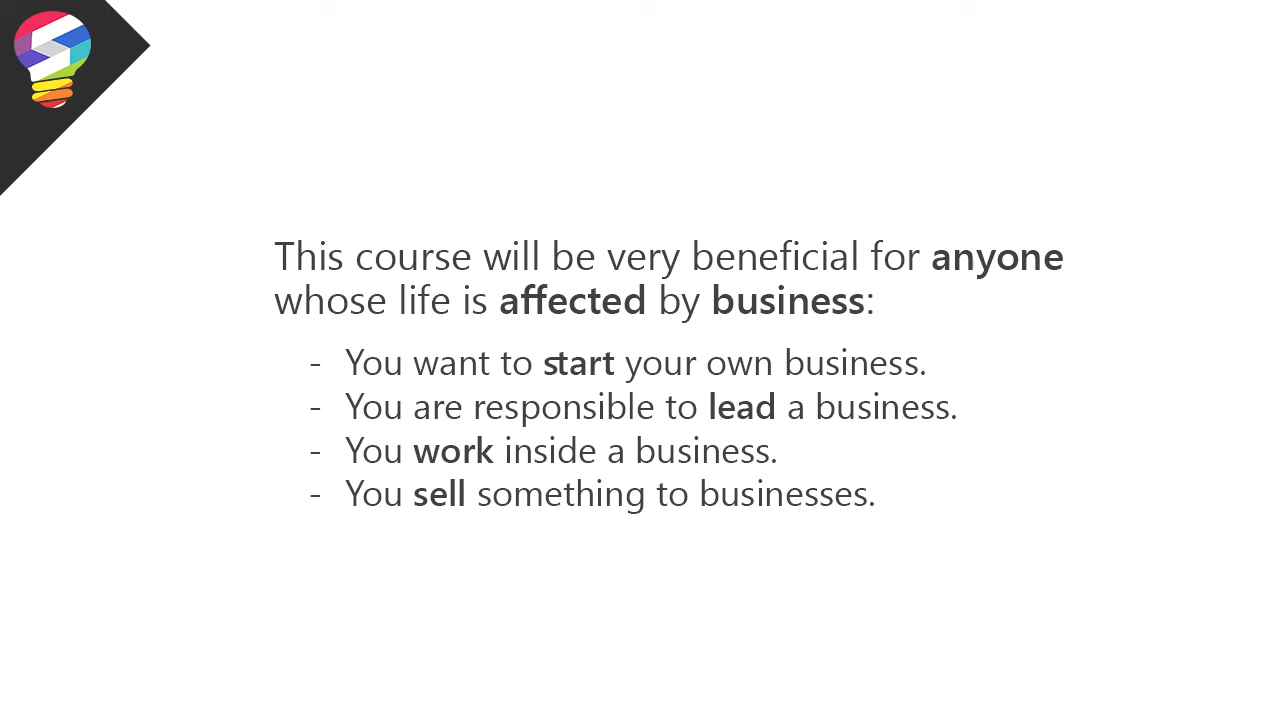 This course will be very beneficial for anyone
whose life is affected by business:
- You want to start your own business.
- You are responsible to lead a business.
- You work inside a business.
- You sell something to businesses.